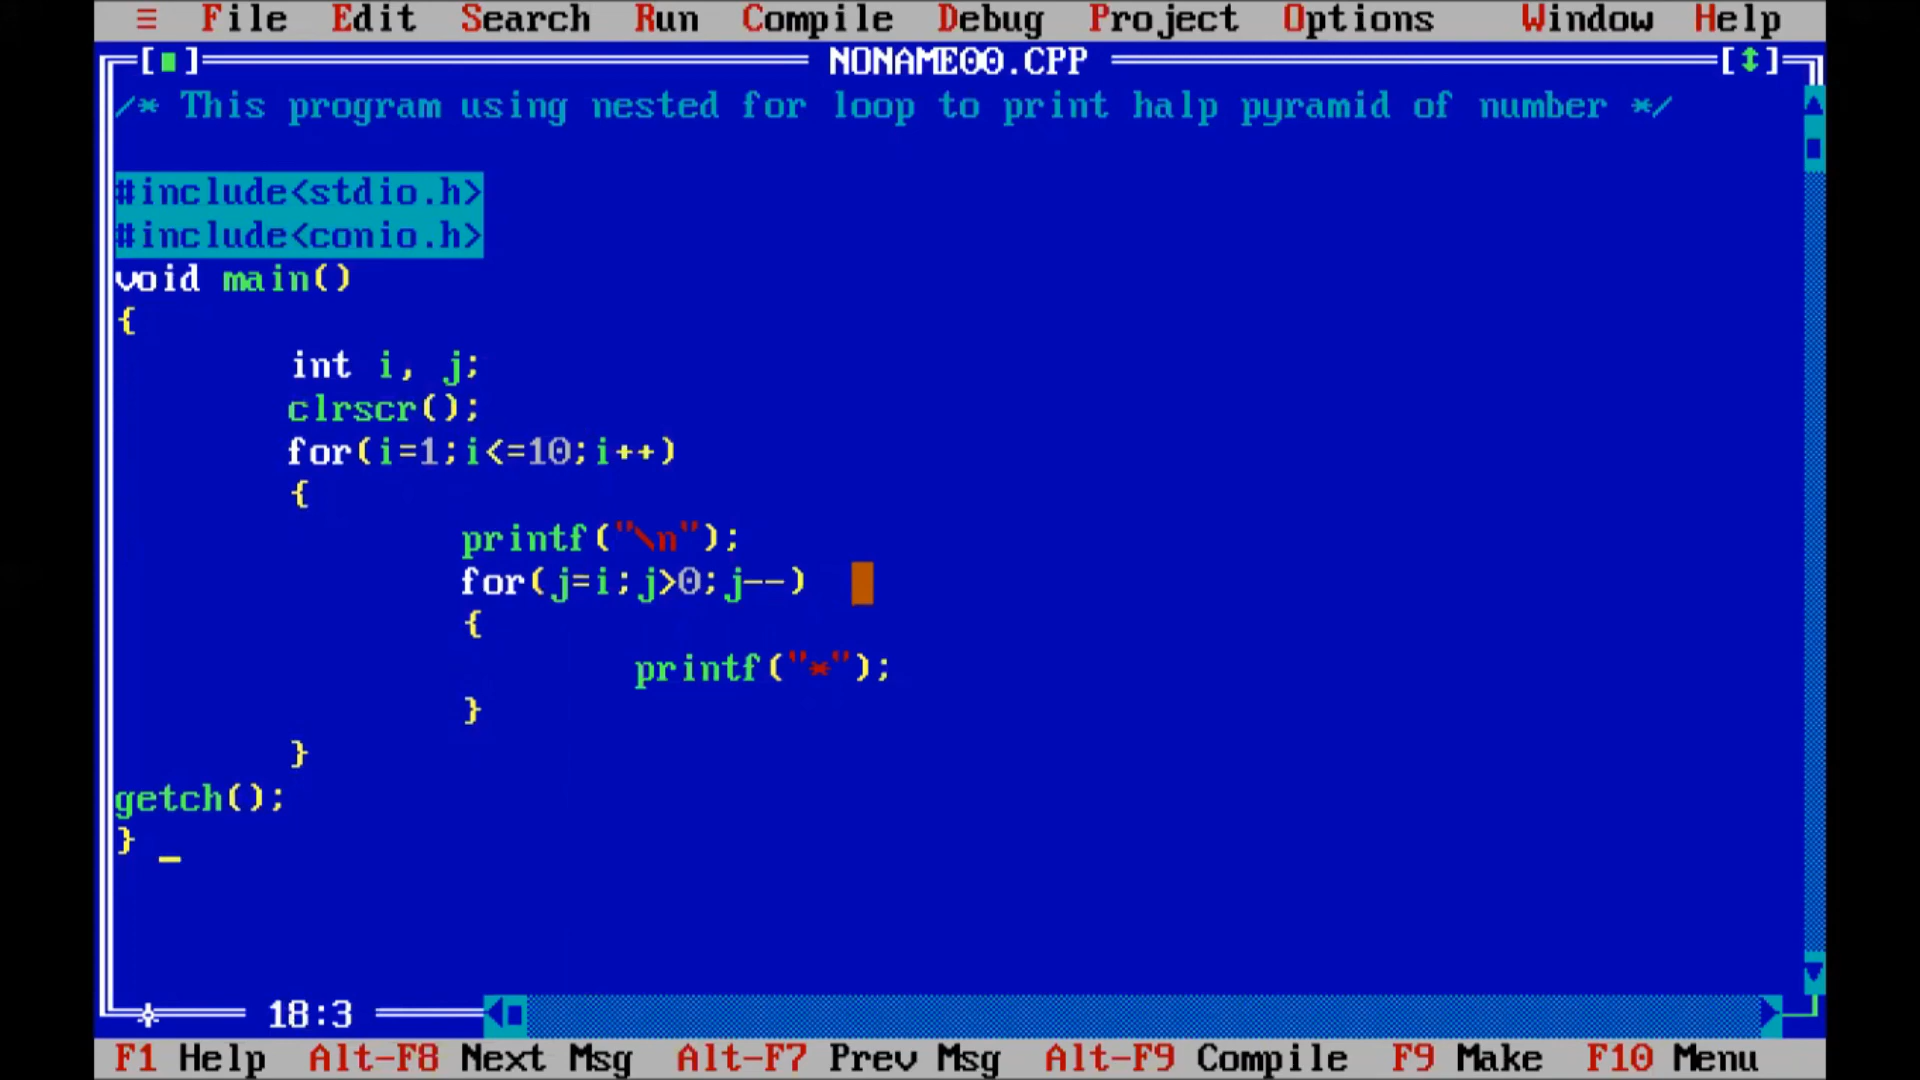 ≡ File Edit Search Run Compile Debug Project Options Window Help
[■] NONAME00.CPP [↕]
/* This program using nested for loop to print halp pyramid of number */
#include<stdio.h>
#include<conio.h>
void main()
{
int i, j;
clrscr();
for(i=1;i<=10;i++)
{
printf("\n");
for(j=i;j>0;j--)
{
printf("*");
}
}
getch();
}
18:3
F1 Help Alt-F8 Next Msg Alt-F7 Prev Msg Alt-F9 Compile F9 Make F10 Menu